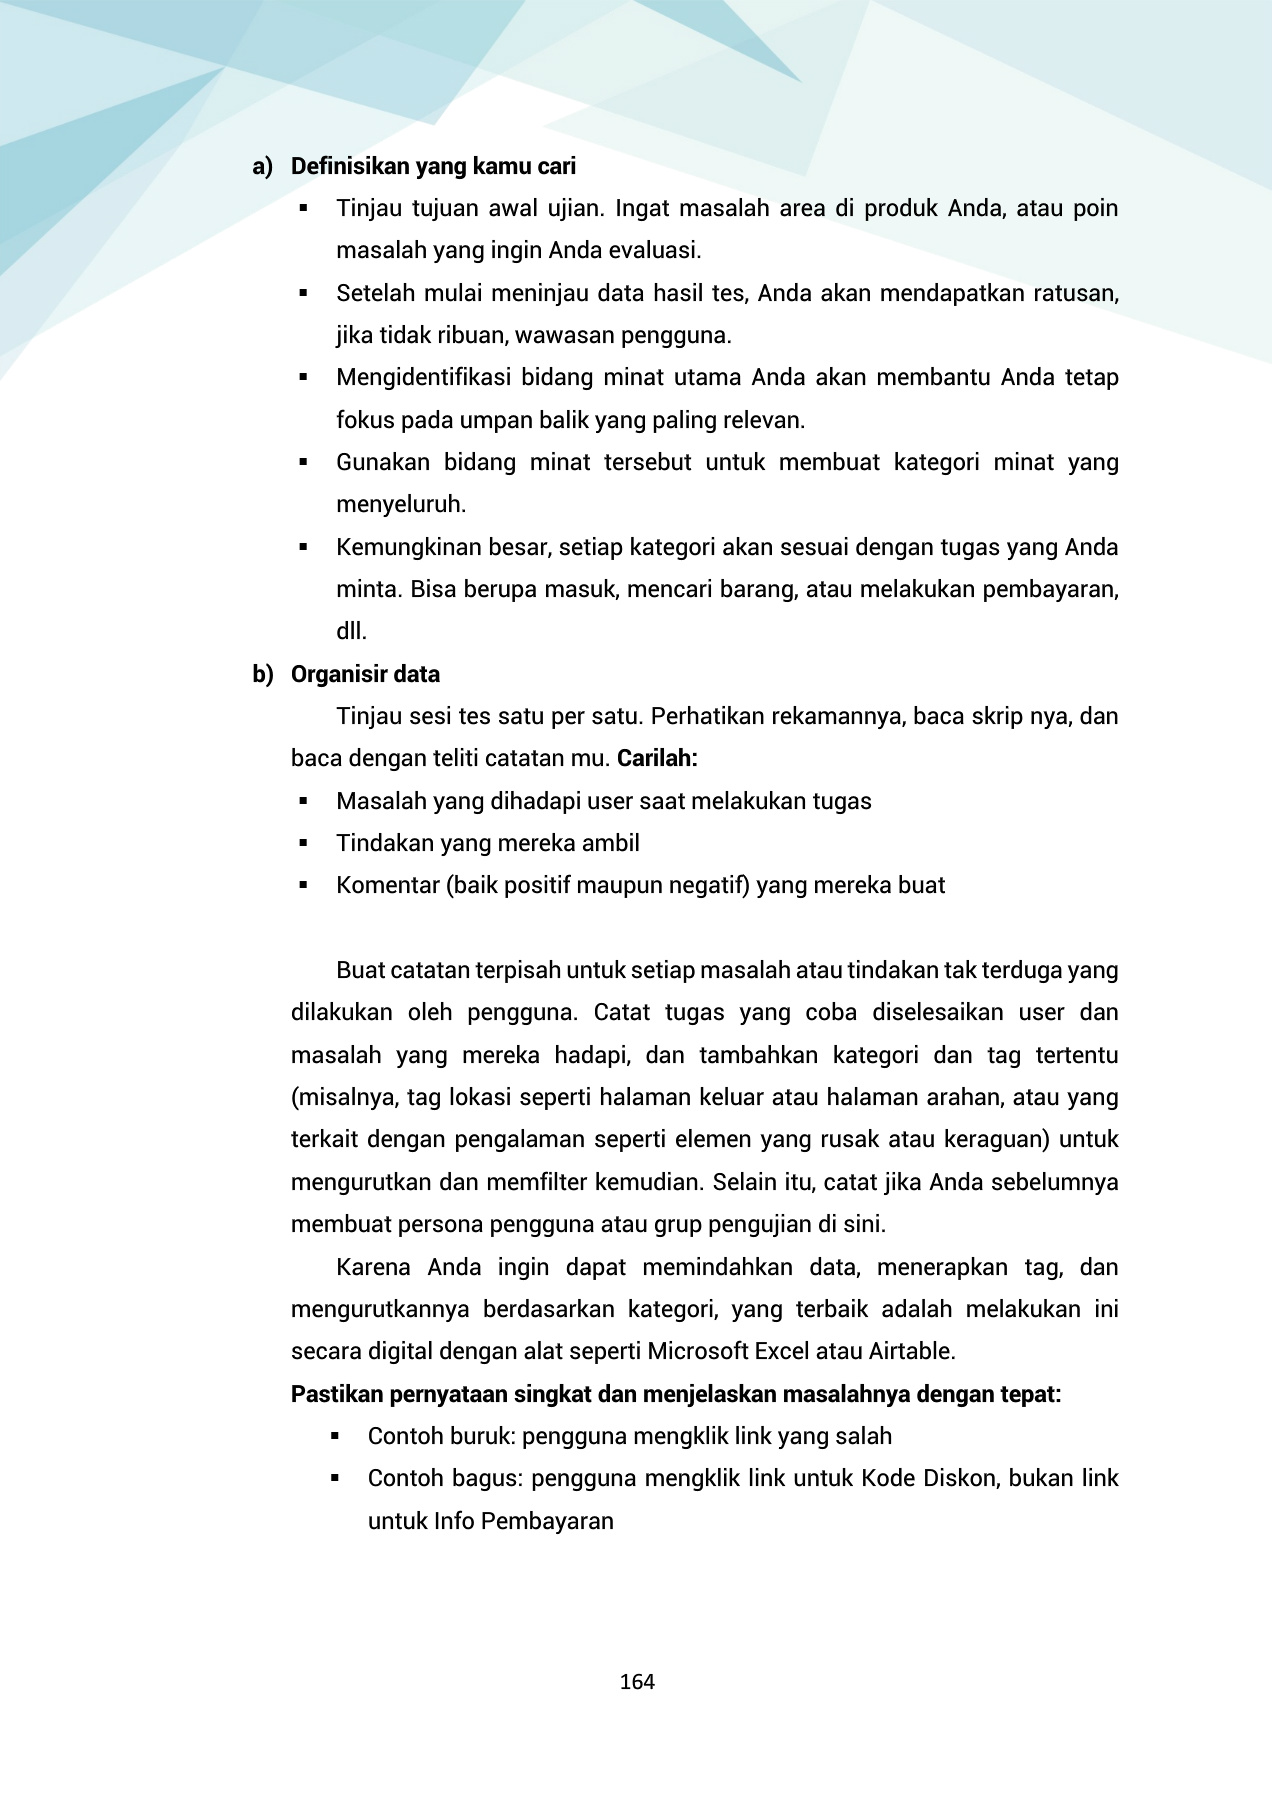 a) Definisikan yang kamu cari
▪ Tinjau tujuan awal ujian. Ingat masalah area di produk Anda, atau poin
masalah yang ingin Anda evaluasi.
▪ Setelah mulai meninjau data hasil tes, Anda akan mendapatkan ratusan,
jika tidak ribuan, wawasan pengguna.
▪ Mengidentifikasi bidang minat utama Anda akan membantu Anda tetap
fokus pada umpan balik yang paling relevan.
▪ Gunakan bidang minat tersebut untuk membuat kategori minat yang
menyeluruh.
▪ Kemungkinan besar, setiap kategori akan sesuai dengan tugas yang Anda
minta. Bisa berupa masuk, mencari barang, atau melakukan pembayaran,
dll.
b) Organisir data
Tinjau sesi tes satu per satu. Perhatikan rekamannya, baca skrip nya, dan
baca dengan teliti catatan mu. Carilah:
▪ Masalah yang dihadapi user saat melakukan tugas
▪ Tindakan yang mereka ambil
▪ Komentar (baik positif maupun negatif) yang mereka buat
Buat catatan terpisah untuk setiap masalah atau tindakan tak terduga yang
dilakukan oleh pengguna. Catat tugas yang coba diselesaikan user dan
masalah yang mereka hadapi, dan tambahkan kategori dan tag tertentu
(misalnya, tag lokasi seperti halaman keluar atau halaman arahan, atau yang
terkait dengan pengalaman seperti elemen yang rusak atau keraguan) untuk
mengurutkan dan memfilter kemudian. Selain itu, catat jika Anda sebelumnya
membuat persona pengguna atau grup pengujian di sini.
Karena Anda ingin dapat memindahkan data, menerapkan tag, dan
mengurutkannya berdasarkan kategori, yang terbaik adalah melakukan ini
secara digital dengan alat seperti Microsoft Excel atau Airtable.
Pastikan pernyataan singkat dan menjelaskan masalahnya dengan tepat:
▪ Contoh buruk: pengguna mengklik link yang salah
▪ Contoh bagus: pengguna mengklik link untuk Kode Diskon, bukan link
untuk Info Pembayaran
164